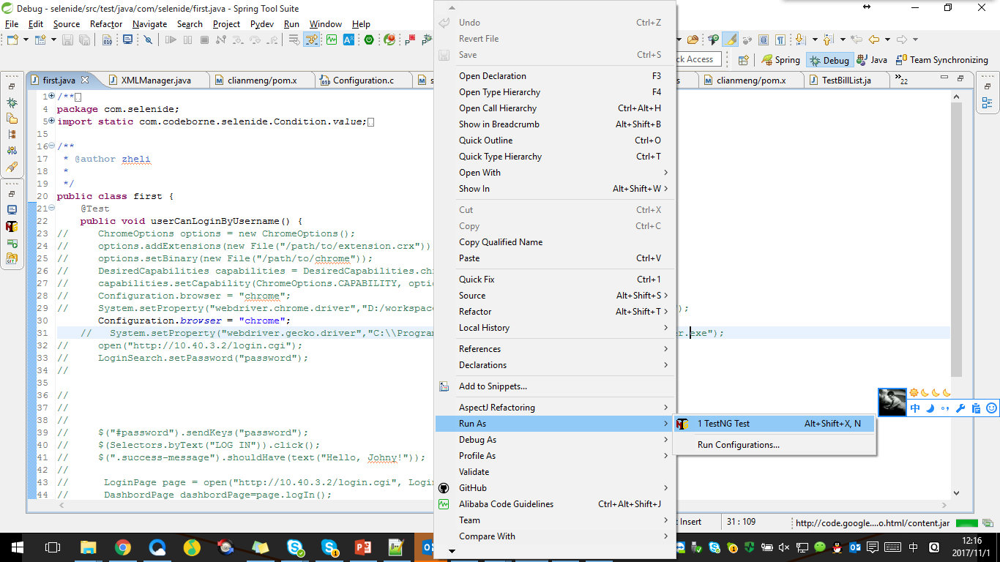 Debug - selenide/src/test/java/com/selenide/first.java - Spring Tool Suite
File Edit Source Refactor Navigate Search Project Pydev Run Window Help
ck Access Spring Debug Java Team Synchronizing
first.java XMLManager.java clianmeng/pom.x Configuration.c s s clianmeng/pom.x TestBillList.ja »22
1 /**
4 package com.selenide;
5 import static com.codeborne.selenide.Condition.value;
15
16 /**
17 * @author zheli
18 *
19 */
20 public class first {
21 @Test
22 public void userCanLoginByUsername() {
23 // ChromeOptions options = new ChromeOptions();
24 // options.addExtensions(new File("/path/to/extension.crx"))
25 // options.setBinary(new File("/path/to/chrome"));
26 // DesiredCapabilities capabilities = DesiredCapabilities.chr
27 // capabilities.setCapability(ChromeOptions.CAPABILITY, optio
28 // Configuration.browser = "chrome";
29 // System.setProperty("webdriver.chrome.driver","D:/workspace );
30 Configuration.browser = "chrome";
31 // System.setProperty("webdriver.gecko.driver","C:\\Program er.exe");
32 // open("http://10.40.3.2/login.cgi");
33 // LoginSearch.setPassword("password");
34 //
35
36 //
37 //
38 //
39 // $("#password").sendKeys("password");
40 // $(Selectors.byText("LOG IN")).click();
41 // $(".success-message").shouldHave(text("Hello, Johny!"));
42 //
43 // LoginPage page = open("http://10.40.3.2/login.cgi", Login
44 // DashbordPage dashbordPage=page.logIn();
Undo Ctrl+Z
Revert File
Save Ctrl+S
Open Declaration F3
Open Type Hierarchy F4
Open Call Hierarchy Ctrl+Alt+H
Show in Breadcrumb Alt+Shift+B
Quick Outline Ctrl+O
Quick Type Hierarchy Ctrl+T
Open With
Show In Alt+Shift+W
Cut Ctrl+X
Copy Ctrl+C
Copy Qualified Name
Paste Ctrl+V
Quick Fix Ctrl+1
Source Alt+Shift+S
Refactor Alt+Shift+T
Local History
References
Declarations
Add to Snippets...
AspectJ Refactoring
Run As
Debug As
Profile As
Validate
GitHub
Alibaba Code Guidelines Ctrl+Alt+Shift+J
Team
Compare With
1 TestNG Test Alt+Shift+X, N
Run Configurations...
中
t Insert 31 : 109 http://code.google....o.html/content.jar
中 12:16
2017/11/1